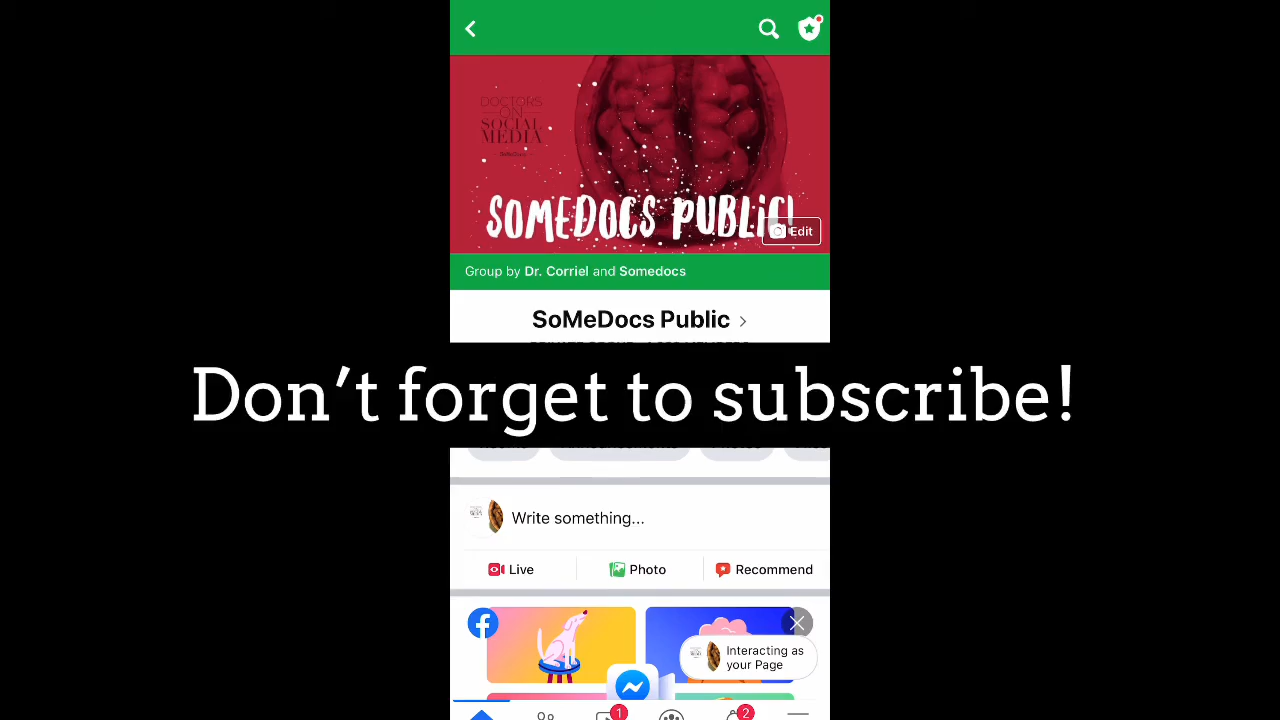 DOCTORS
ON
SOCIAL
MEDIA
SOMEDOCS PUBLIC!
Edit
Group by Dr. Corriel and Somedocs
SoMeDocs Public
Don't forget to subscribe!
Write something...
Live
Photo
Recommend
Interacting as
your Page
1
2